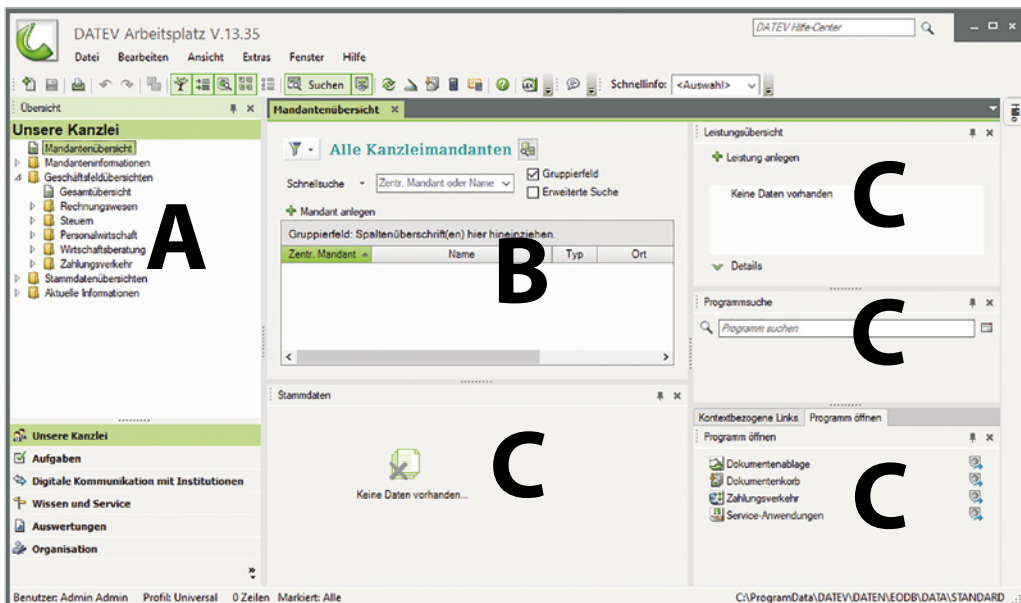 DATEV Arbeitsplatz V.13.35
DATEV Hilfe-Center
Datei Bearbeiten Ansicht Extras Fenster Hilfe
Suchen
Schnellinfo: <Auswahl>
Übersicht
Unsere Kanzlei
Mandantenübersicht
Mandanteninformationen
Geschäftsfeldübersichten
Gesamtübersicht
Rechnungswesen
Steuern
Personalwirtschaft
Wirtschaftsberatung
Zahlungsverkehr
Stammdatenübersichten
Aktuelle Informationen
A
Unsere Kanzlei
Aufgaben
Digitale Kommunikation mit Institutionen
Wissen und Service
Auswertungen
Organisation
Mandantenübersicht
Alle Kanzleimandanten
Schnellsuche Zentr. Mandant oder Name
Gruppierfeld
Erweiterte Suche
Mandant anlegen
Gruppierfeld: Spaltenüberschrift(en) hier hineinziehen.
Zentr. Mandant Name Typ Ort
B
Stammdaten
Keine Daten vorhanden...
C
Leistungsübersicht
Leistung anlegen
Keine Daten vorhanden
Details
C
Programmsuche
Programm suchen
C
Kontextbezogene Links Programm öffnen
Programm öffnen
Dokumentenablage
Dokumentenkorb
Zahlungsverkehr
Service-Anwendungen
C
Hilfe
Benutzer: Admin Admin Profil: Universal 0 Zeilen Markiert: Alle
C:\ProgramData\DATEV\DATEN\EODB\DATA\STANDARD